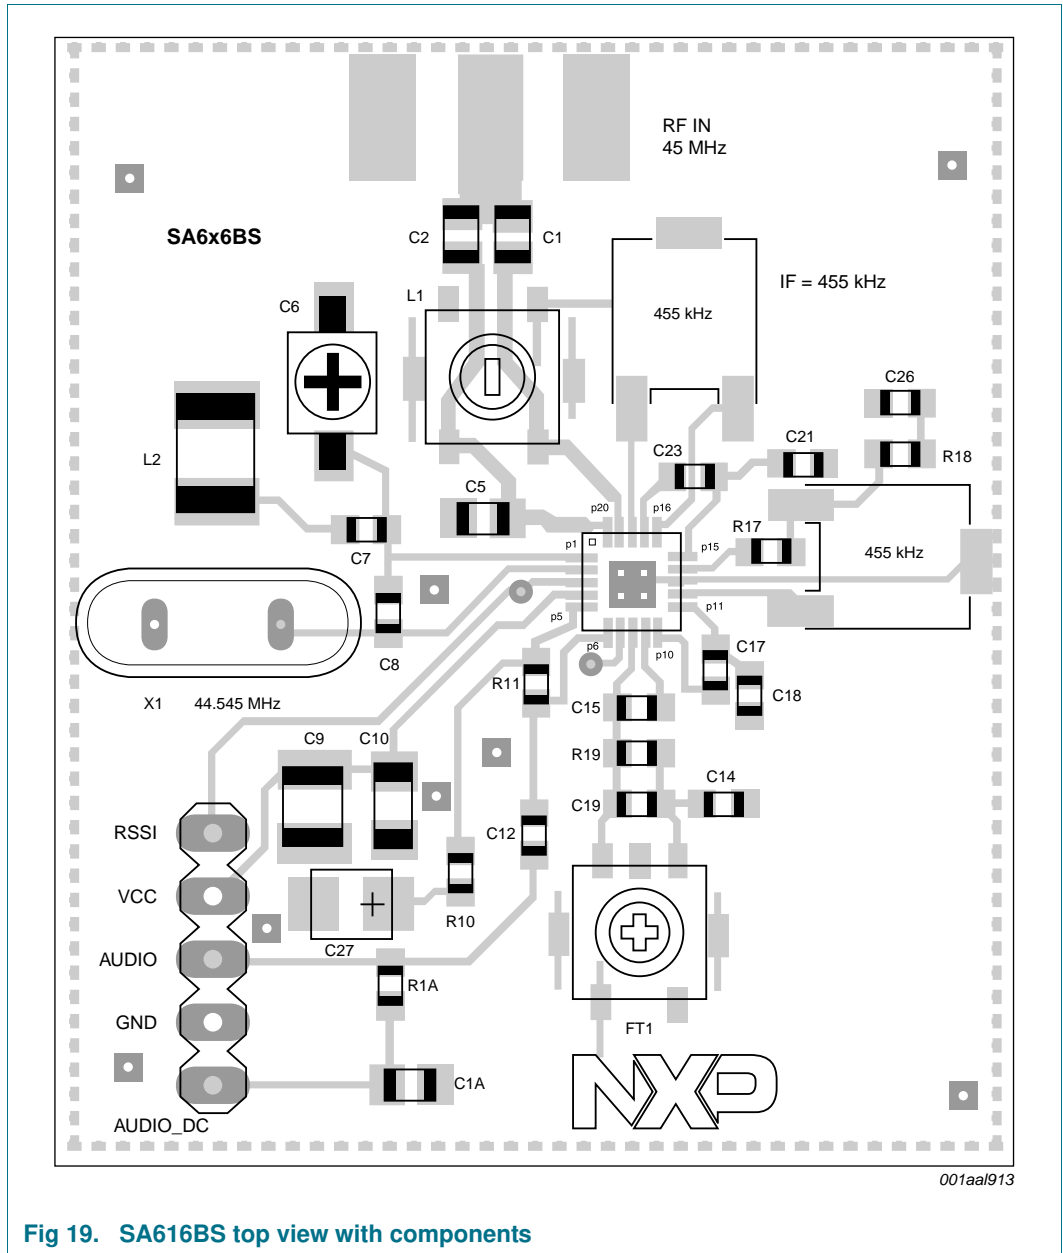 RF IN
45 MHz
SA6x6BS
C2
C1
C6
L1
455 kHz
IF = 455 kHz
C26
L2
C23
C21
R18
C5
p20
p16
R17
p1
p15
455 kHz
C7
p11
p5
C8
p6
p10
C17
R11
C18
X1
44.545 MHz
C15
C9
C10
R19
C14
C19
RSSI
C12
VCC
R10
C27
AUDIO
R1A
GND
FT1
C1A
NXP
AUDIO_DC
001aal913
Fig 19. SA616BS top view with components